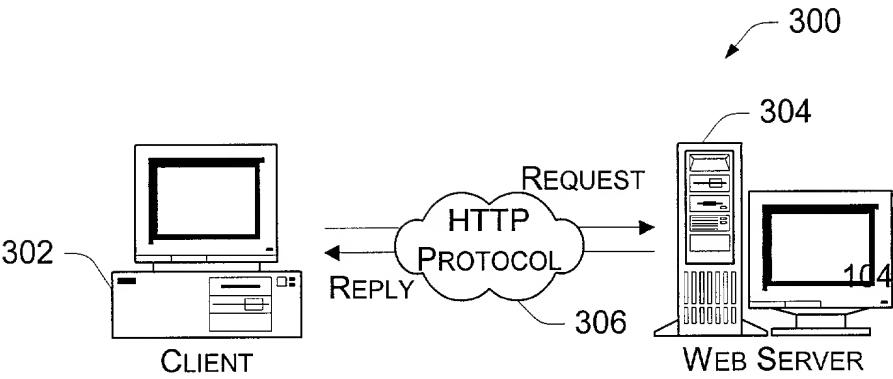 300
304
REQUEST
HTTP
PROTOCOL
302
REPLY
104
306
CLIENT
WEB SERVER